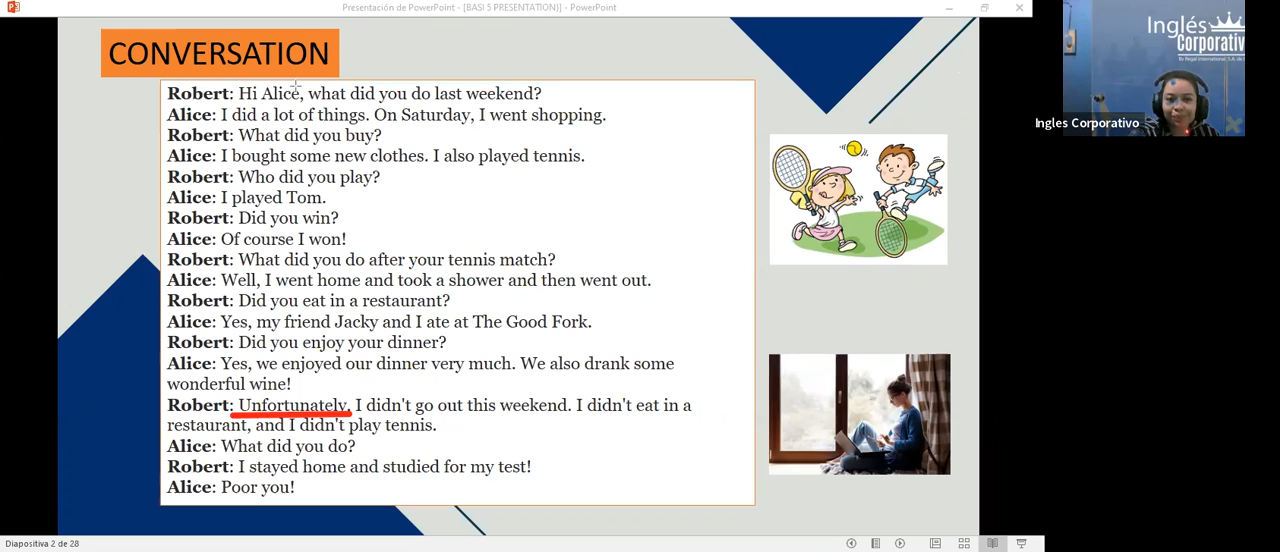 Presentación de PowerPoint - [BASI 5 PRESENTATION)] - PowerPoint
CONVERSATION
Robert: Hi Alice, what did you do last weekend?
Alice: I did a lot of things. On Saturday, I went shopping.
Robert: What did you buy?
Alice: I bought some new clothes. I also played tennis.
Robert: Who did you play?
Alice: I played Tom.
Robert: Did you win?
Alice: Of course I won!
Robert: What did you do after your tennis match?
Alice: Well, I went home and took a shower and then went out.
Robert: Did you eat in a restaurant?
Alice: Yes, my friend Jacky and I ate at The Good Fork.
Robert: Did you enjoy your dinner?
Alice: Yes, we enjoyed our dinner very much. We also drank some
wonderful wine!
Robert: Unfortunately, I didn't go out this weekend. I didn't eat in a
restaurant, and I didn't play tennis.
Alice: What did you do?
Robert: I stayed home and studied for my test!
Alice: Poor you!
Inglés
Corporativo
By Regal International, S.A. de
Ingles Corporativo
Diapositiva 2 de 28